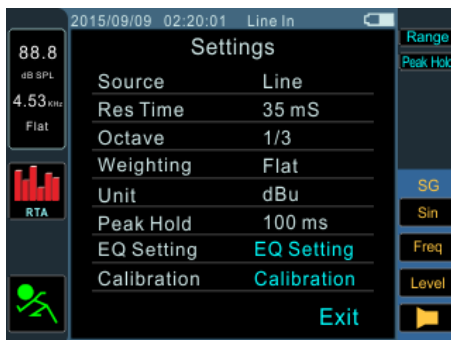 2015/09/09 02:20:01 Line In
Settings
88.8
dB SPL
4.53 KHz
Flat
RTA
Source Line
Res Time 35 mS
Octave 1/3
Weighting Flat
Unit dBu
Peak Hold 100 ms
EQ Setting EQ Setting
Calibration Calibration
Exit
Range
Peak Hold
SG
Sin
Freq
Level